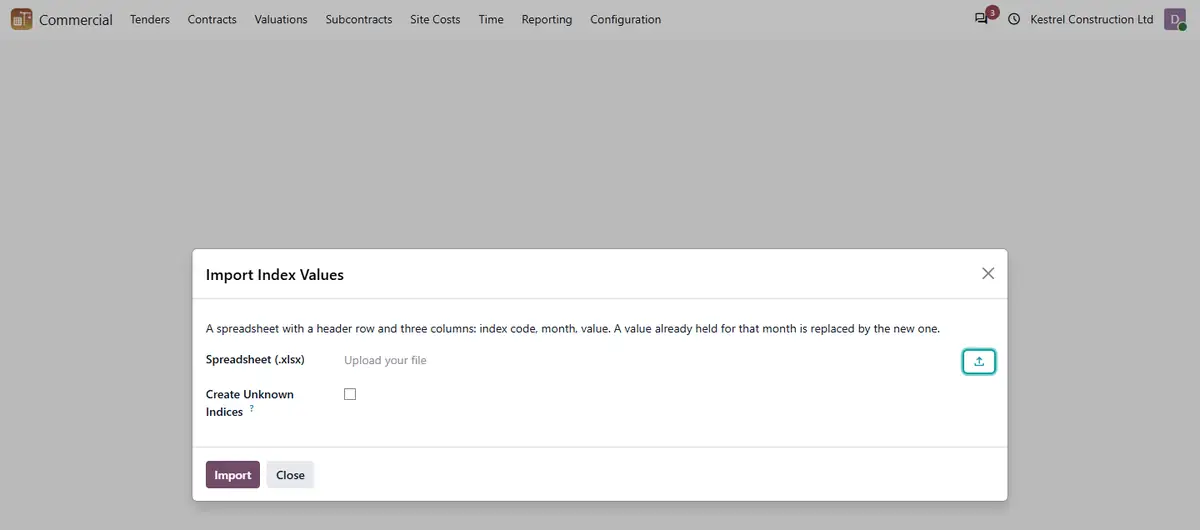 Commercial Tenders Contracts Valuations Subcontracts Site Costs Time Reporting Configuration 3 Kestrel Construction Ltd D
Import Index Values
A spreadsheet with a header row and three columns: index code, month, value. A value already held for that month is replaced by the new one.
Spreadsheet (.xlsx) Upload your file
Create Unknown
Indices ?
Import Close